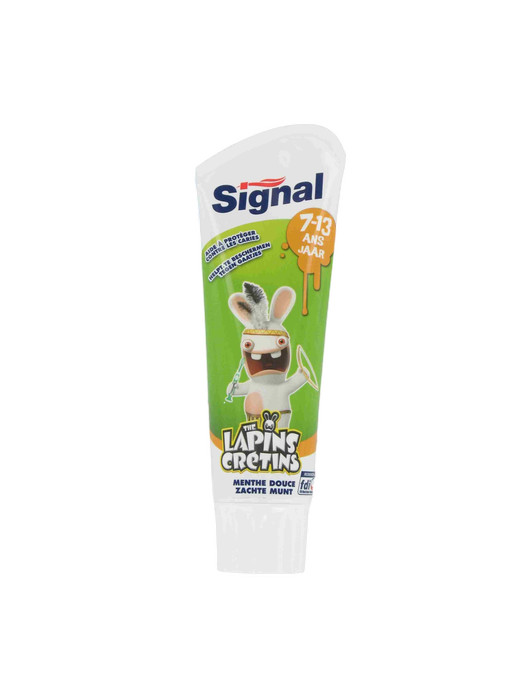 Signal
7-13
ANS
JAAR
AIDE À PROTÉGER
CONTRE LES CARIES
HELPT TE BESCHERMEN
TEGEN GAATJES
THE
LAPINS
CRÉTINS
MENTHE DOUCE
ZACHTE MUNT
fdi